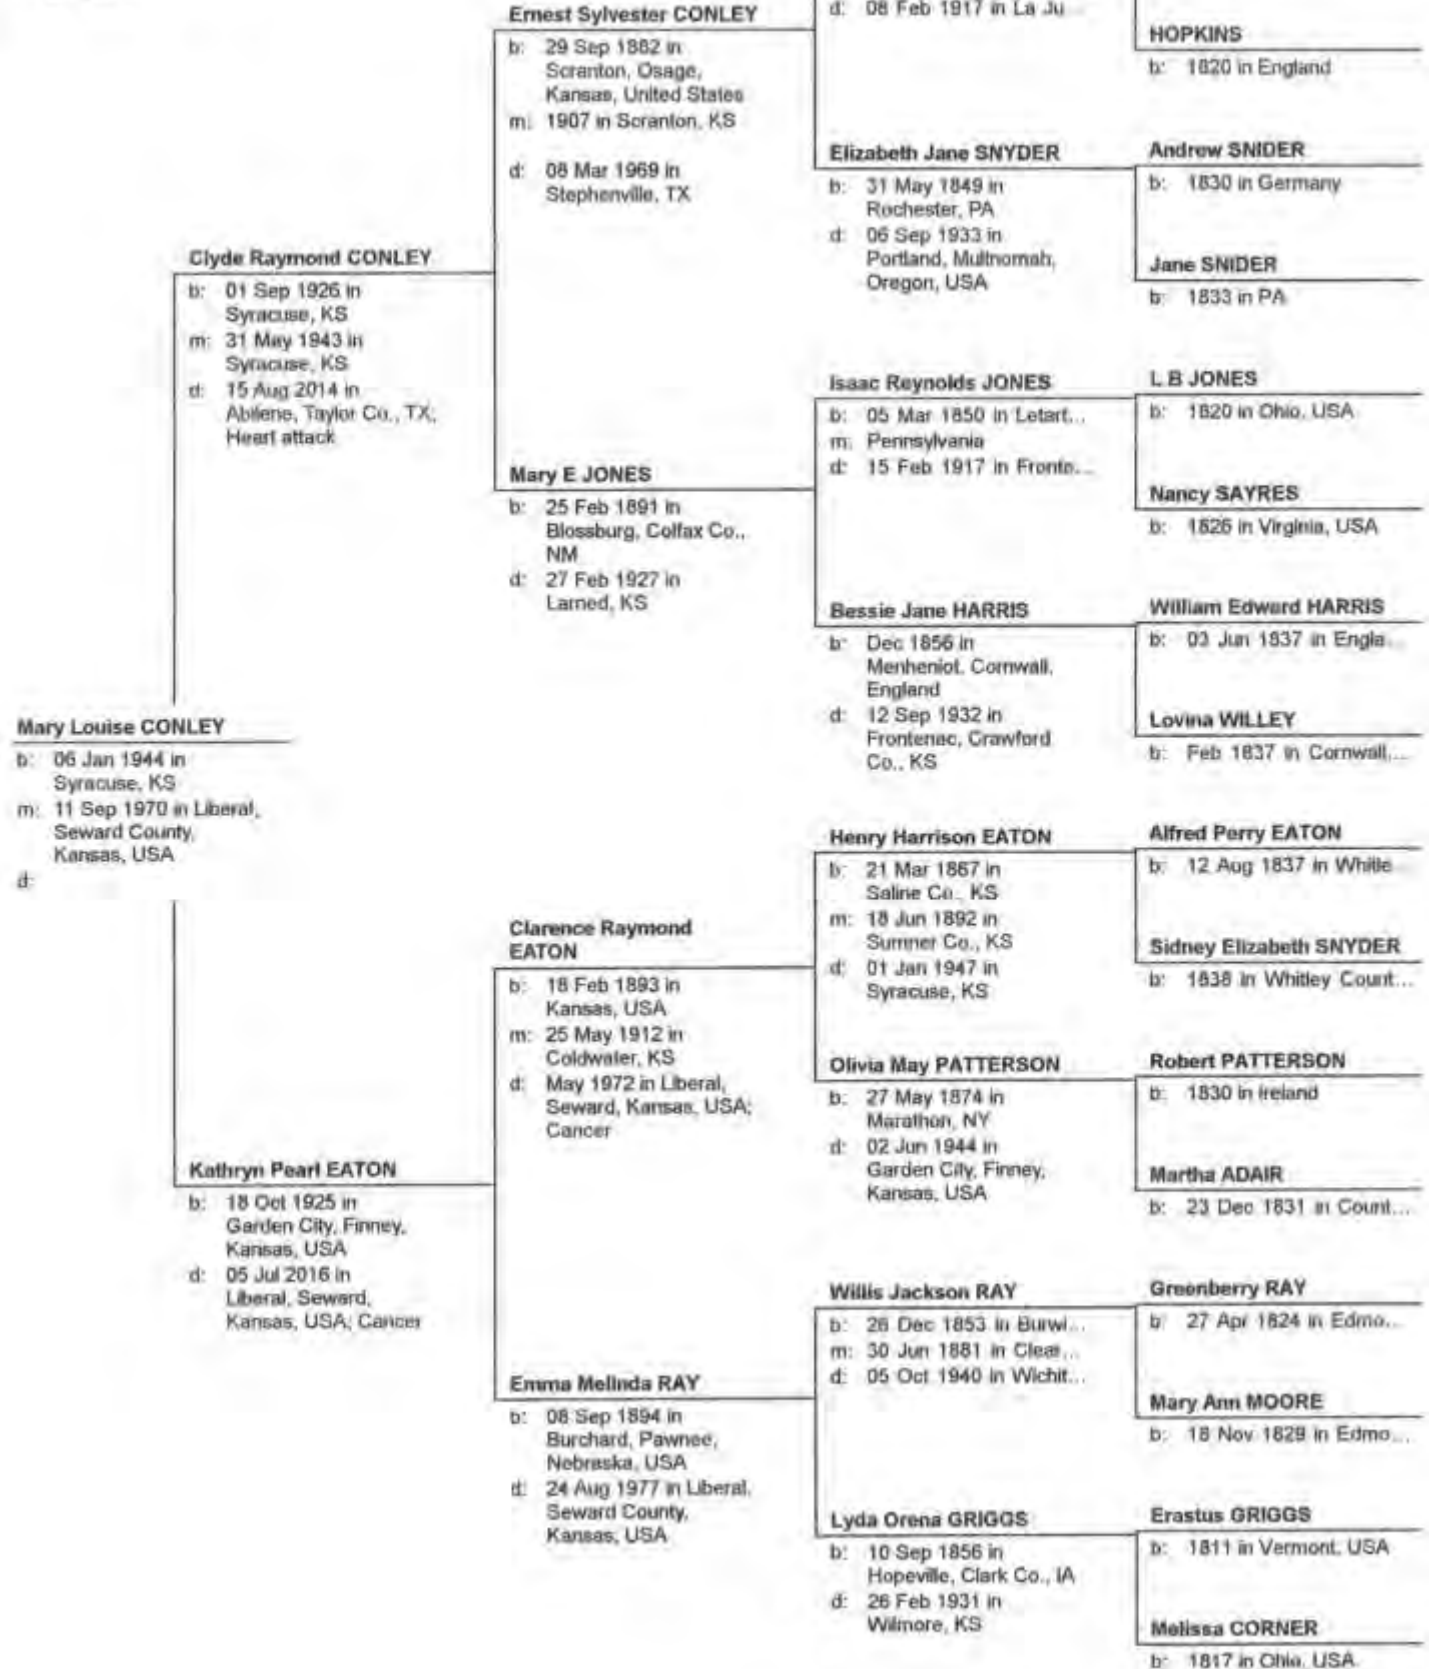 Ernest Sylvester CONLEY
b: 29 Sep 1882 in
Scranton, Osage,
Kansas, United States
m: 1907 in Scranton, KS
d: 08 Mar 1969 in
Stephenville, TX
d: 08 Feb 1917 in La Ju...
HOPKINS
b: 1820 in England
Elizabeth Jane SNYDER
b: 31 May 1849 in
Rochester, PA
d: 06 Sep 1933 in
Portland, Multnomah,
Oregon, USA
Andrew SNIDER
b: 1830 in Germany
Jane SNIDER
b: 1833 in PA
Clyde Raymond CONLEY
b: 01 Sep 1926 in
Syracuse, KS
m: 31 May 1943 in
Syracuse, KS
d: 15 Aug 2014 in
Abilene, Taylor Co., TX;
Heart attack
Isaac Reynolds JONES
b: 05 Mar 1850 in Letart...
m: Pennsylvania
d: 15 Feb 1917 in Fronte...
L B JONES
b: 1820 in Ohio, USA
Nancy SAYRES
b: 1826 in Virginia, USA
Mary E JONES
b: 25 Feb 1891 in
Blossburg, Colfax Co.,
NM
d: 27 Feb 1927 in
Larned, KS
Bessie Jane HARRIS
b: Dec 1856 in
Menheniot, Cornwall,
England
d: 12 Sep 1932 in
Frontenac, Crawford
Co., KS
William Edward HARRIS
b: 03 Jun 1837 in Engla...
Lovina WILLEY
b: Feb 1837 in Cornwall,...
Mary Louise CONLEY
b: 06 Jan 1944 in
Syracuse, KS
m: 11 Sep 1970 in Liberal,
Seward County,
Kansas, USA
d:
Henry Harrison EATON
b: 21 Mar 1867 in
Saline Co., KS
m: 18 Jun 1892 in
Sumner Co., KS
d: 01 Jan 1947 in
Syracuse, KS
Alfred Perry EATON
b: 12 Aug 1837 in Whitle...
Sidney Elizabeth SNYDER
b: 1838 in Whitley Count...
Clarence Raymond
EATON
b: 18 Feb 1893 in
Kansas, USA
m: 25 May 1912 in
Coldwater, KS
d: May 1972 in Liberal,
Seward, Kansas, USA;
Cancer
Olivia May PATTERSON
b: 27 May 1874 in
Marathon, NY
d: 02 Jun 1944 in
Garden City, Finney,
Kansas, USA
Robert PATTERSON
b: 1830 in Ireland
Martha ADAIR
b: 23 Dec 1831 in Count...
Kathryn Pearl EATON
b: 18 Oct 1925 in
Garden City, Finney,
Kansas, USA
d: 05 Jul 2016 in
Liberal, Seward,
Kansas, USA; Cancer
Willis Jackson RAY
b: 26 Dec 1853 in Burwi...
m: 30 Jun 1881 in Clear...
d: 05 Oct 1940 in Wichit...
Greenberry RAY
b: 27 Apr 1824 in Edmo...
Mary Ann MOORE
b: 18 Nov 1829 in Edmo...
Emma Melinda RAY
b: 08 Sep 1894 in
Burchard, Pawnee,
Nebraska, USA
d: 24 Aug 1977 in Liberal,
Seward County,
Kansas, USA
Lyda Orena GRIGGS
b: 10 Sep 1856 in
Hopeville, Clark Co., IA
d: 26 Feb 1931 in
Wilmore, KS
Erastus GRIGGS
b: 1811 in Vermont, USA
Melissa CORNER
b: 1817 in Ohio, USA